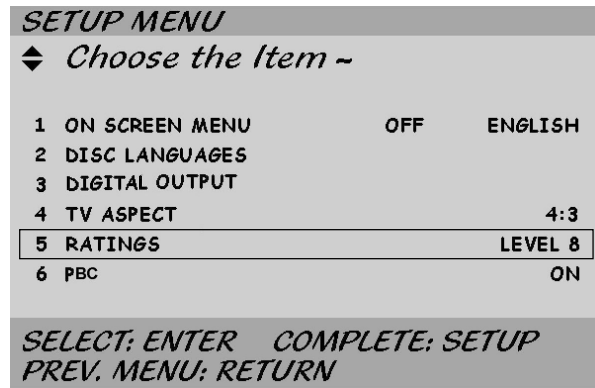 SETUP MENU
Choose the Item ~
1 ON SCREEN MENU OFF ENGLISH
2 DISC LANGUAGES
3 DIGITAL OUTPUT
4 TV ASPECT 4:3
5 RATINGS LEVEL 8
6 PBC ON
SELECT: ENTER COMPLETE: SETUP
PREV. MENU: RETURN